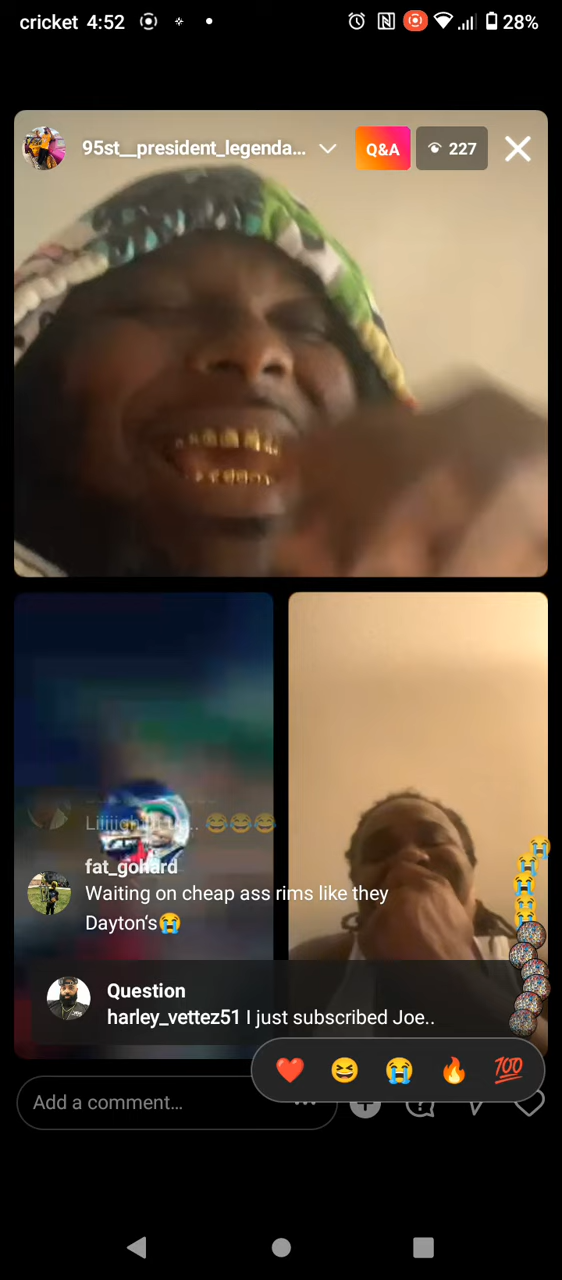 cricket 4:52
28%
95st__president_legenda...
Q&A
227
😂😂😂
fat_gohard
Waiting on cheap ass rims like they
Dayton's😭
Question
harley_vettez51 I just subscribed Joe..
Add a comment...
💯